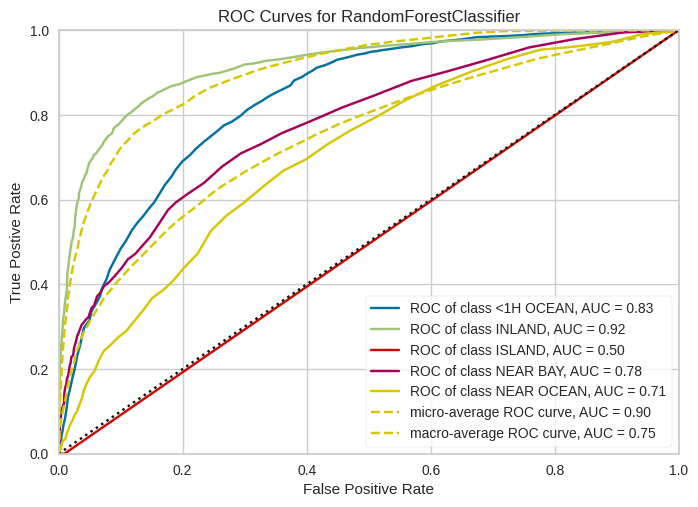 ROC Curves for RandomForestClassifier
True Postive Rate
1.0
0.8
0.6
0.4
0.2
0.0
ROC of class <1H OCEAN, AUC = 0.83
ROC of class INLAND, AUC = 0.92
ROC of class ISLAND, AUC = 0.50
ROC of class NEAR BAY, AUC = 0.78
ROC of class NEAR OCEAN, AUC = 0.71
micro-average ROC curve, AUC = 0.90
macro-average ROC curve, AUC = 0.75
0.0 0.2 0.4 0.6 0.8 1.0
False Positive Rate